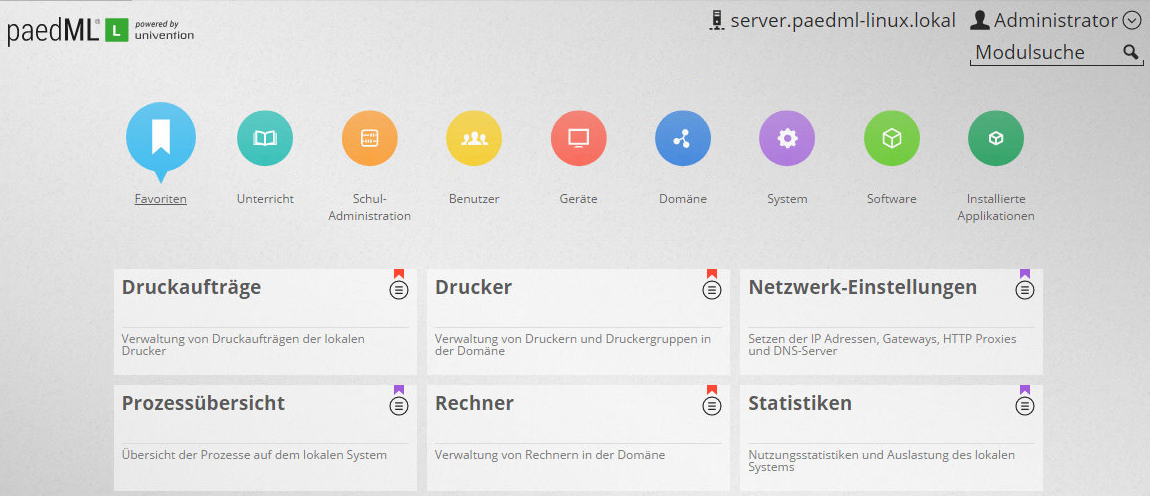 paedML® L powered by
univention
server.paedml-linux.lokal Administrator
Modulsuche
Favoriten
Unterricht
Schul-
Administration
Benutzer
Geräte
Domäne
System
Software
Installierte
Applikationen
Druckaufträge
Verwaltung von Druckaufträgen der lokalen
Drucker
Drucker
Verwaltung von Druckern und Druckergruppen in
der Domäne
Netzwerk-Einstellungen
Setzen der IP Adressen, Gateways, HTTP Proxies
und DNS-Server
Prozessübersicht
Übersicht der Prozesse auf dem lokalen System
Rechner
Verwaltung von Rechnern in der Domäne
Statistiken
Nutzungsstatistiken und Auslastung des lokalen
Systems